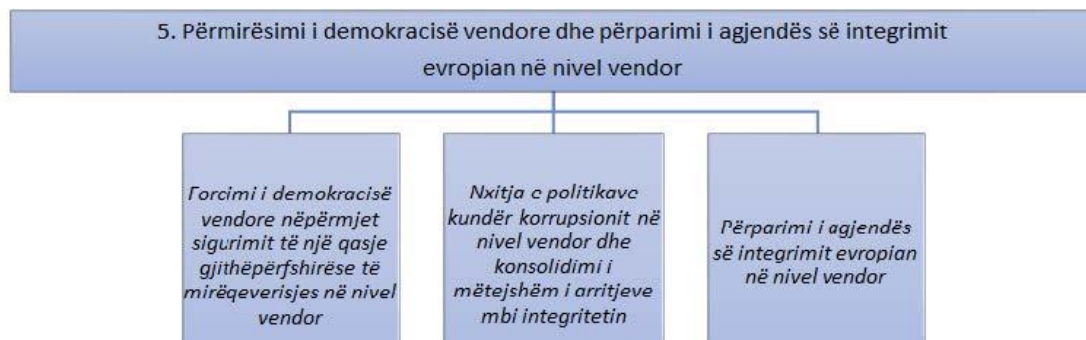 5. Përmirësimi i demokracisë vendore dhe përparimi i agjendës së integrimit
evropian në nivel vendor
Forcimi i demokracisë
vendore nëpërmjet
sigurimit të një qasje
gjithëpërfshirëse të
mirëqeverisjes në nivel
vendor
Nxitja e politikave
kundër korrupsionit në
nivel vendor dhe
konsolidimi i
mëtejshëm i arritjeve
mbi integritetin
Përparimi i agjendës
së integrimit evropian
në nivel vendor